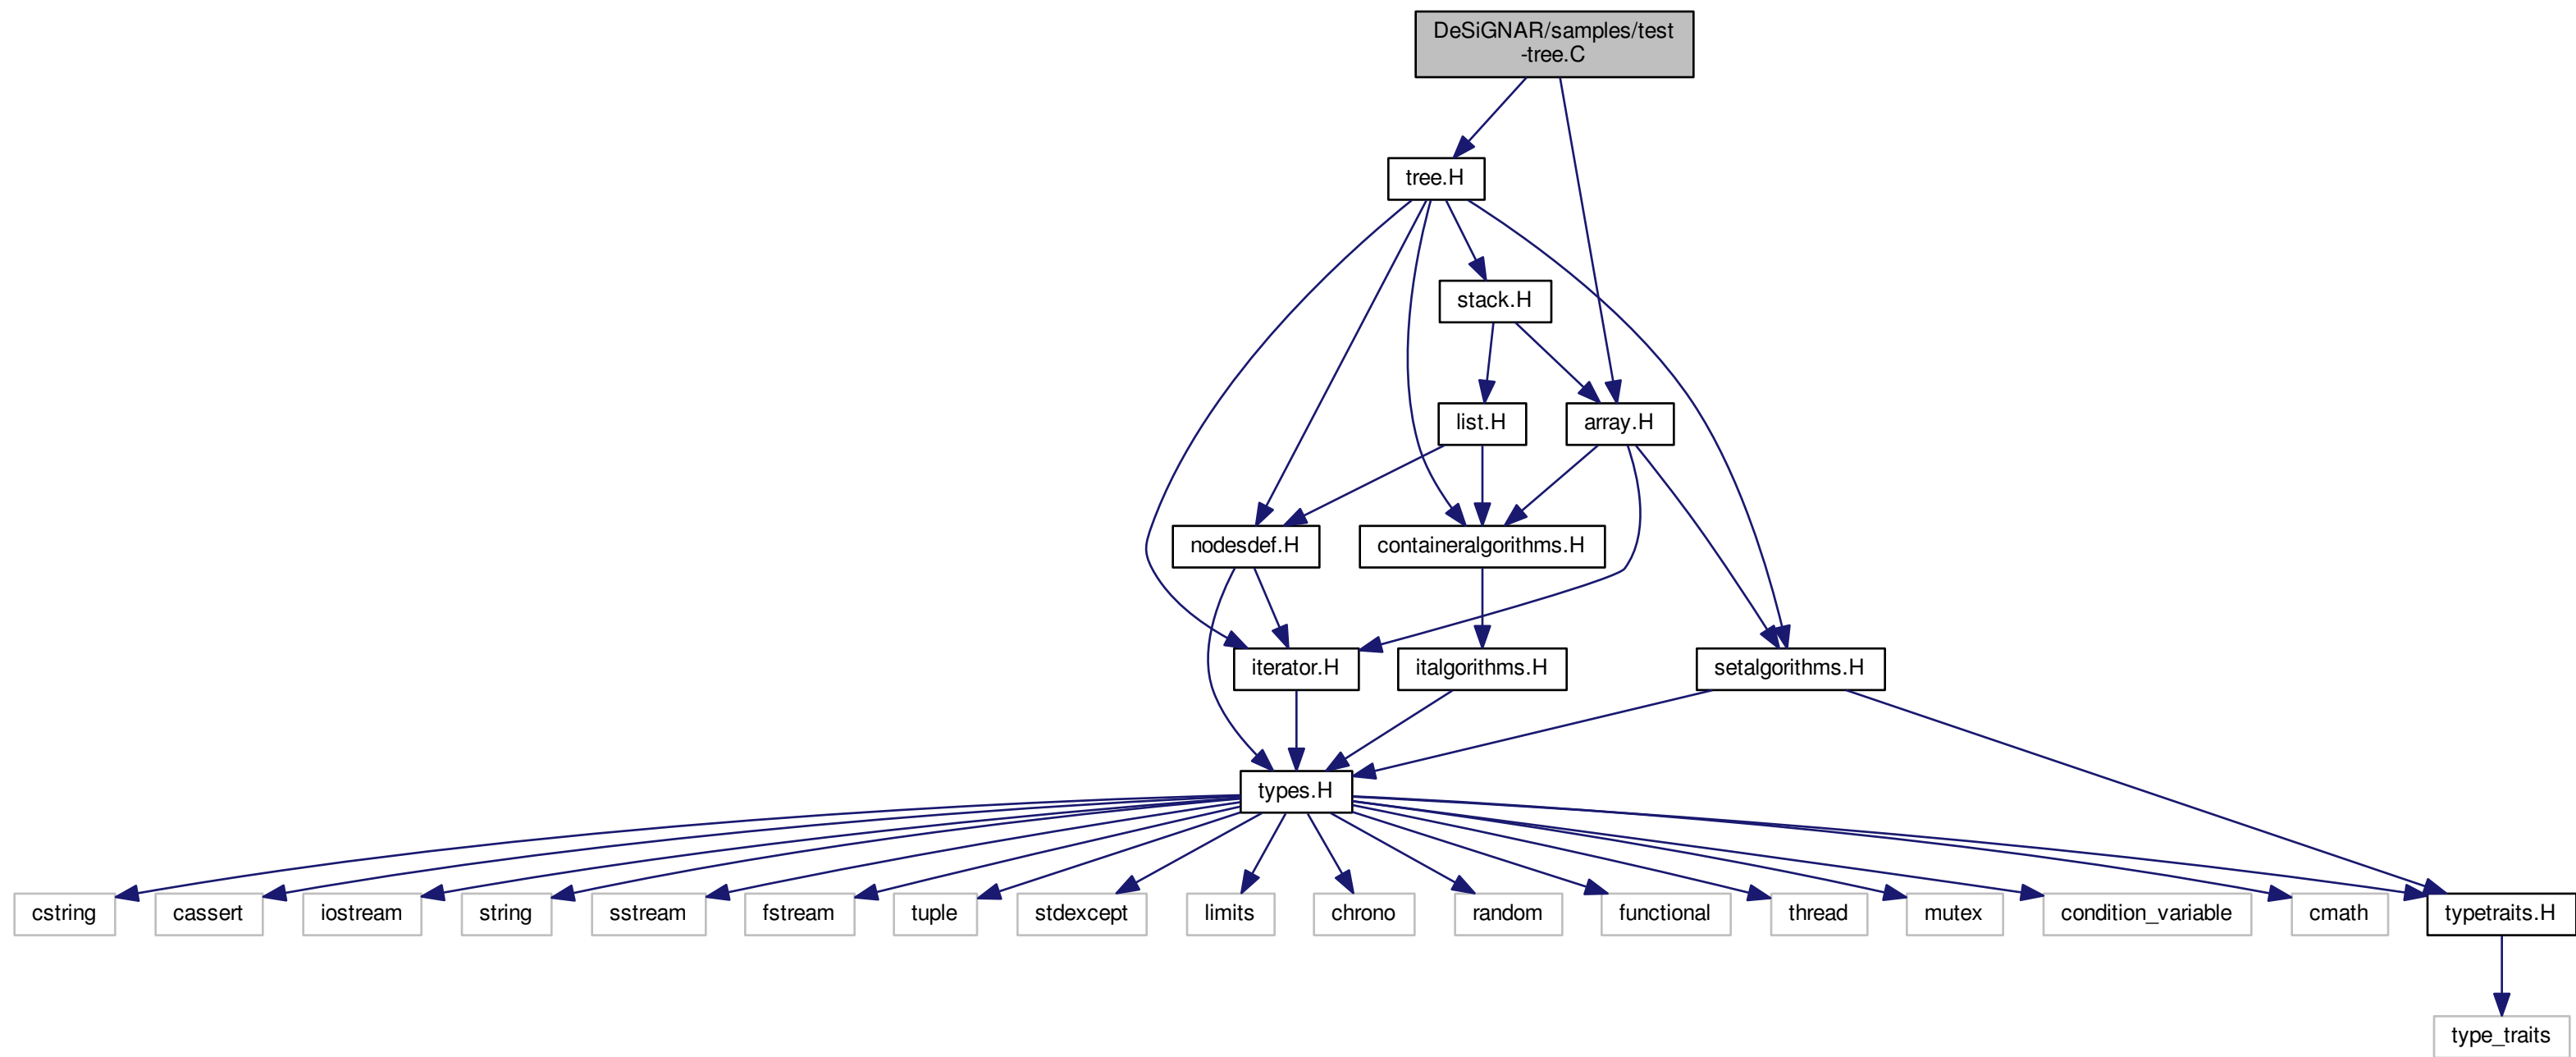 DeSiGNAR/samples/test
-tree.C
tree.H
stack.H
list.H
array.H
nodesdef.H
containeralgorithms.H
iterator.H
italgorithms.H
setalgorithms.H
types.H
cstring
cassert
iostream
string
sstream
fstream
tuple
stdexcept
limits
chrono
random
functional
thread
mutex
condition_variable
cmath
typetraits.H
type_traits